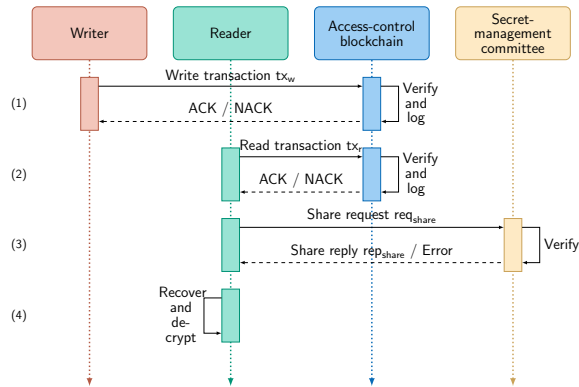 Writer
Reader
Access-control
blockchain
Secret-
management
committee
(1)
Write transaction tx_w
Verify
and
log
ACK / NACK
(2)
Read transaction tx_r
Verify
and
log
ACK / NACK
(3)
Share request req_share
Verify
Share reply rep_share / Error
(4)
Recover
and
de-
crypt